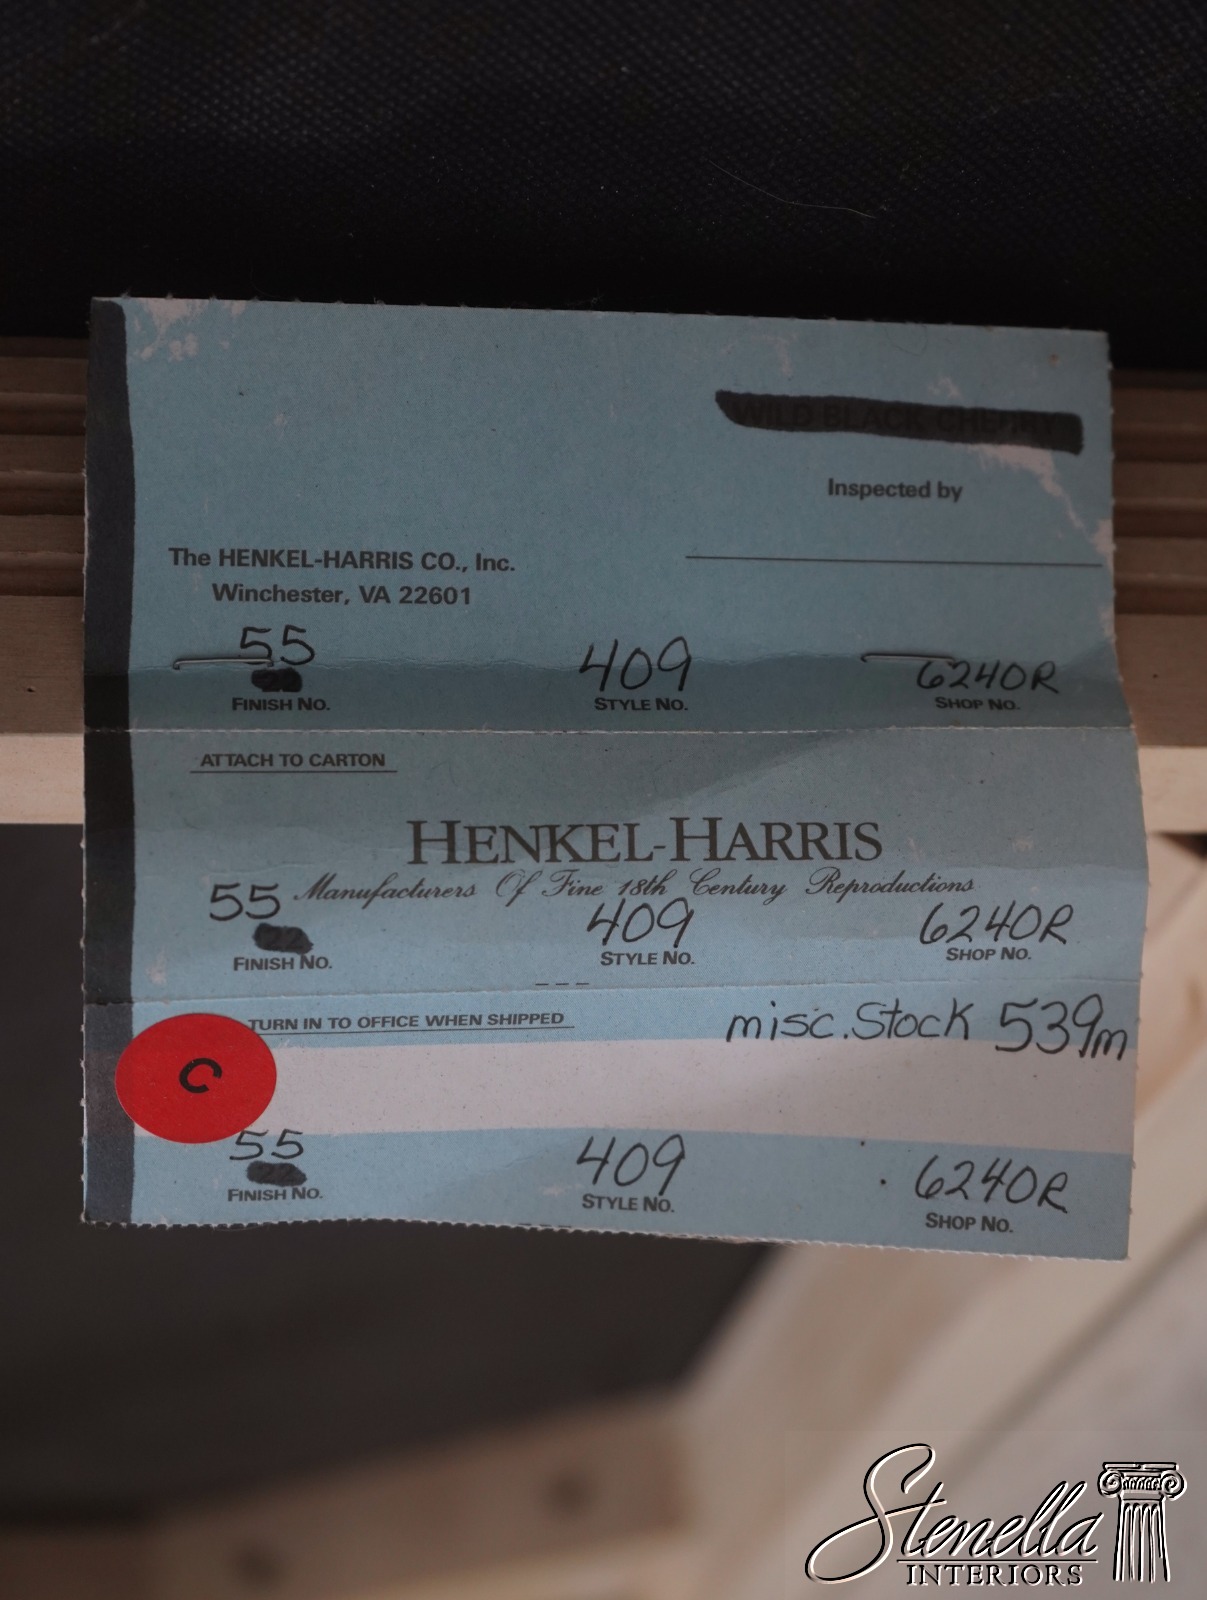 WILD BLACK CHERRY
Inspected by
The HENKEL-HARRIS CO., Inc.
Winchester, VA 22601
55 409 6240R
FINISH NO. STYLE NO. SHOP NO.
ATTACH TO CARTON
HENKEL-HARRIS
Manufacturers Of Fine 18th Century Reproductions
55 409 6240R
FINISH NO. STYLE NO. SHOP NO.
TURN IN TO OFFICE WHEN SHIPPED misc. Stock 539m
C
55 409 6240R
FINISH NO. STYLE NO. SHOP NO.
Stenella
INTERIORS